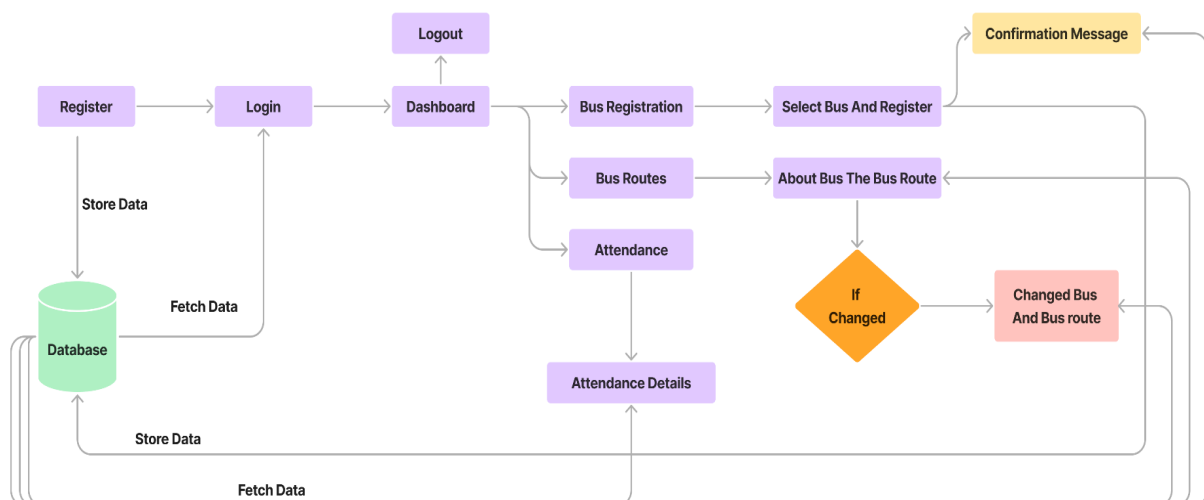 Logout
Confirmation Message
Register
Login
Dashboard
Bus Registration
Select Bus And Register
Bus Routes
About Bus The Bus Route
Store Data
Attendance
If
Changed
Changed Bus
And Bus route
Fetch Data
Database
Attendance Details
Store Data
Fetch Data